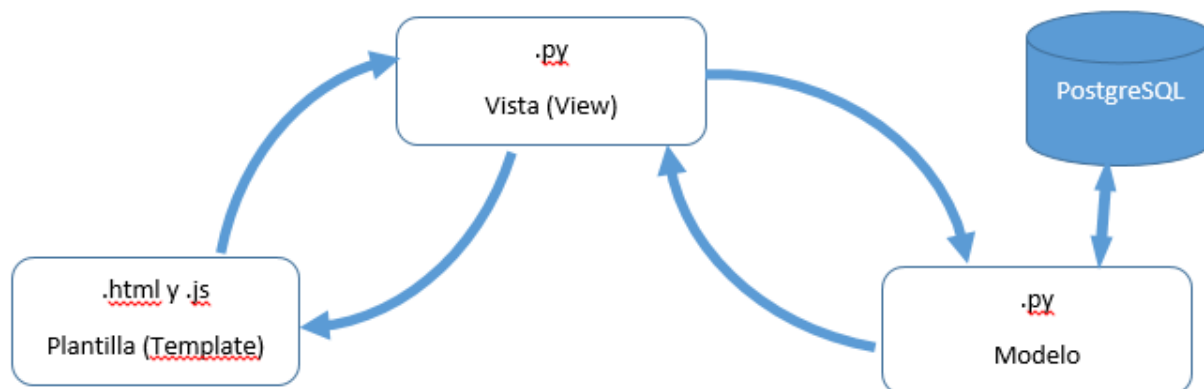 .py
Vista (View)
PostgreSQL
.html y .js
Plantilla (Template)
.py
Modelo